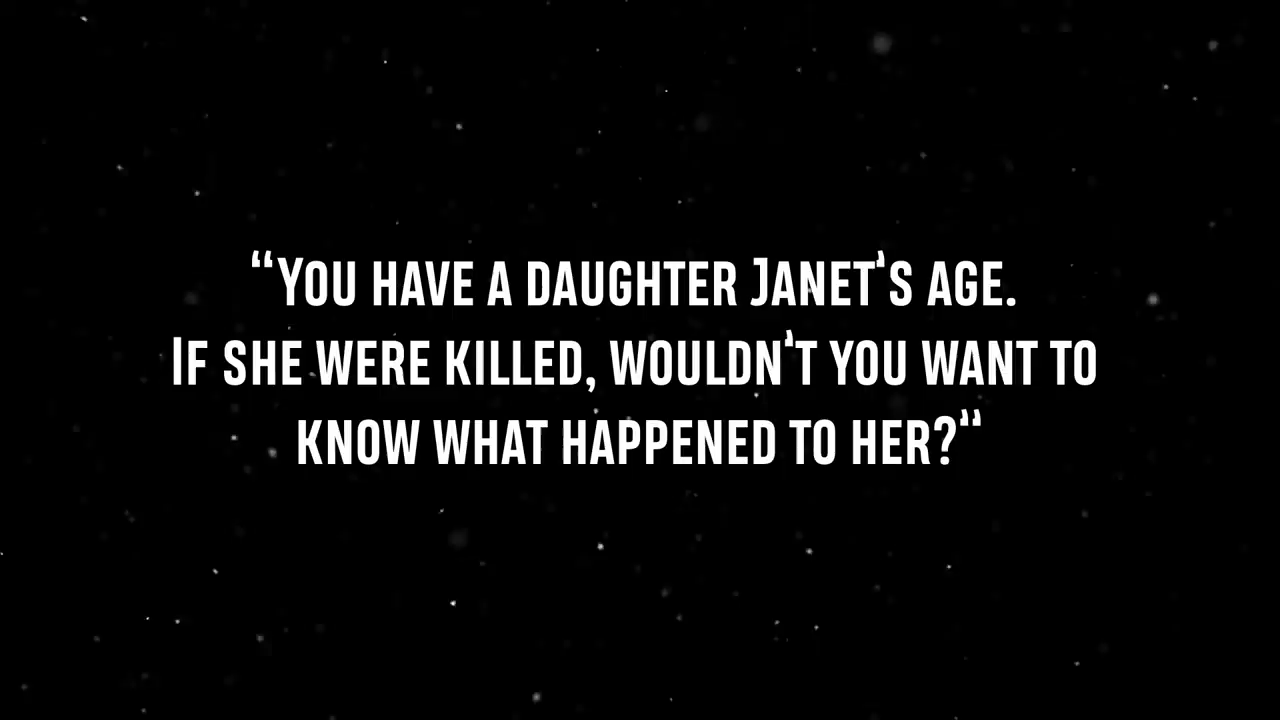 “You have a daughter Janet's age.
If she were killed, wouldn't you want to
know what happened to her?”